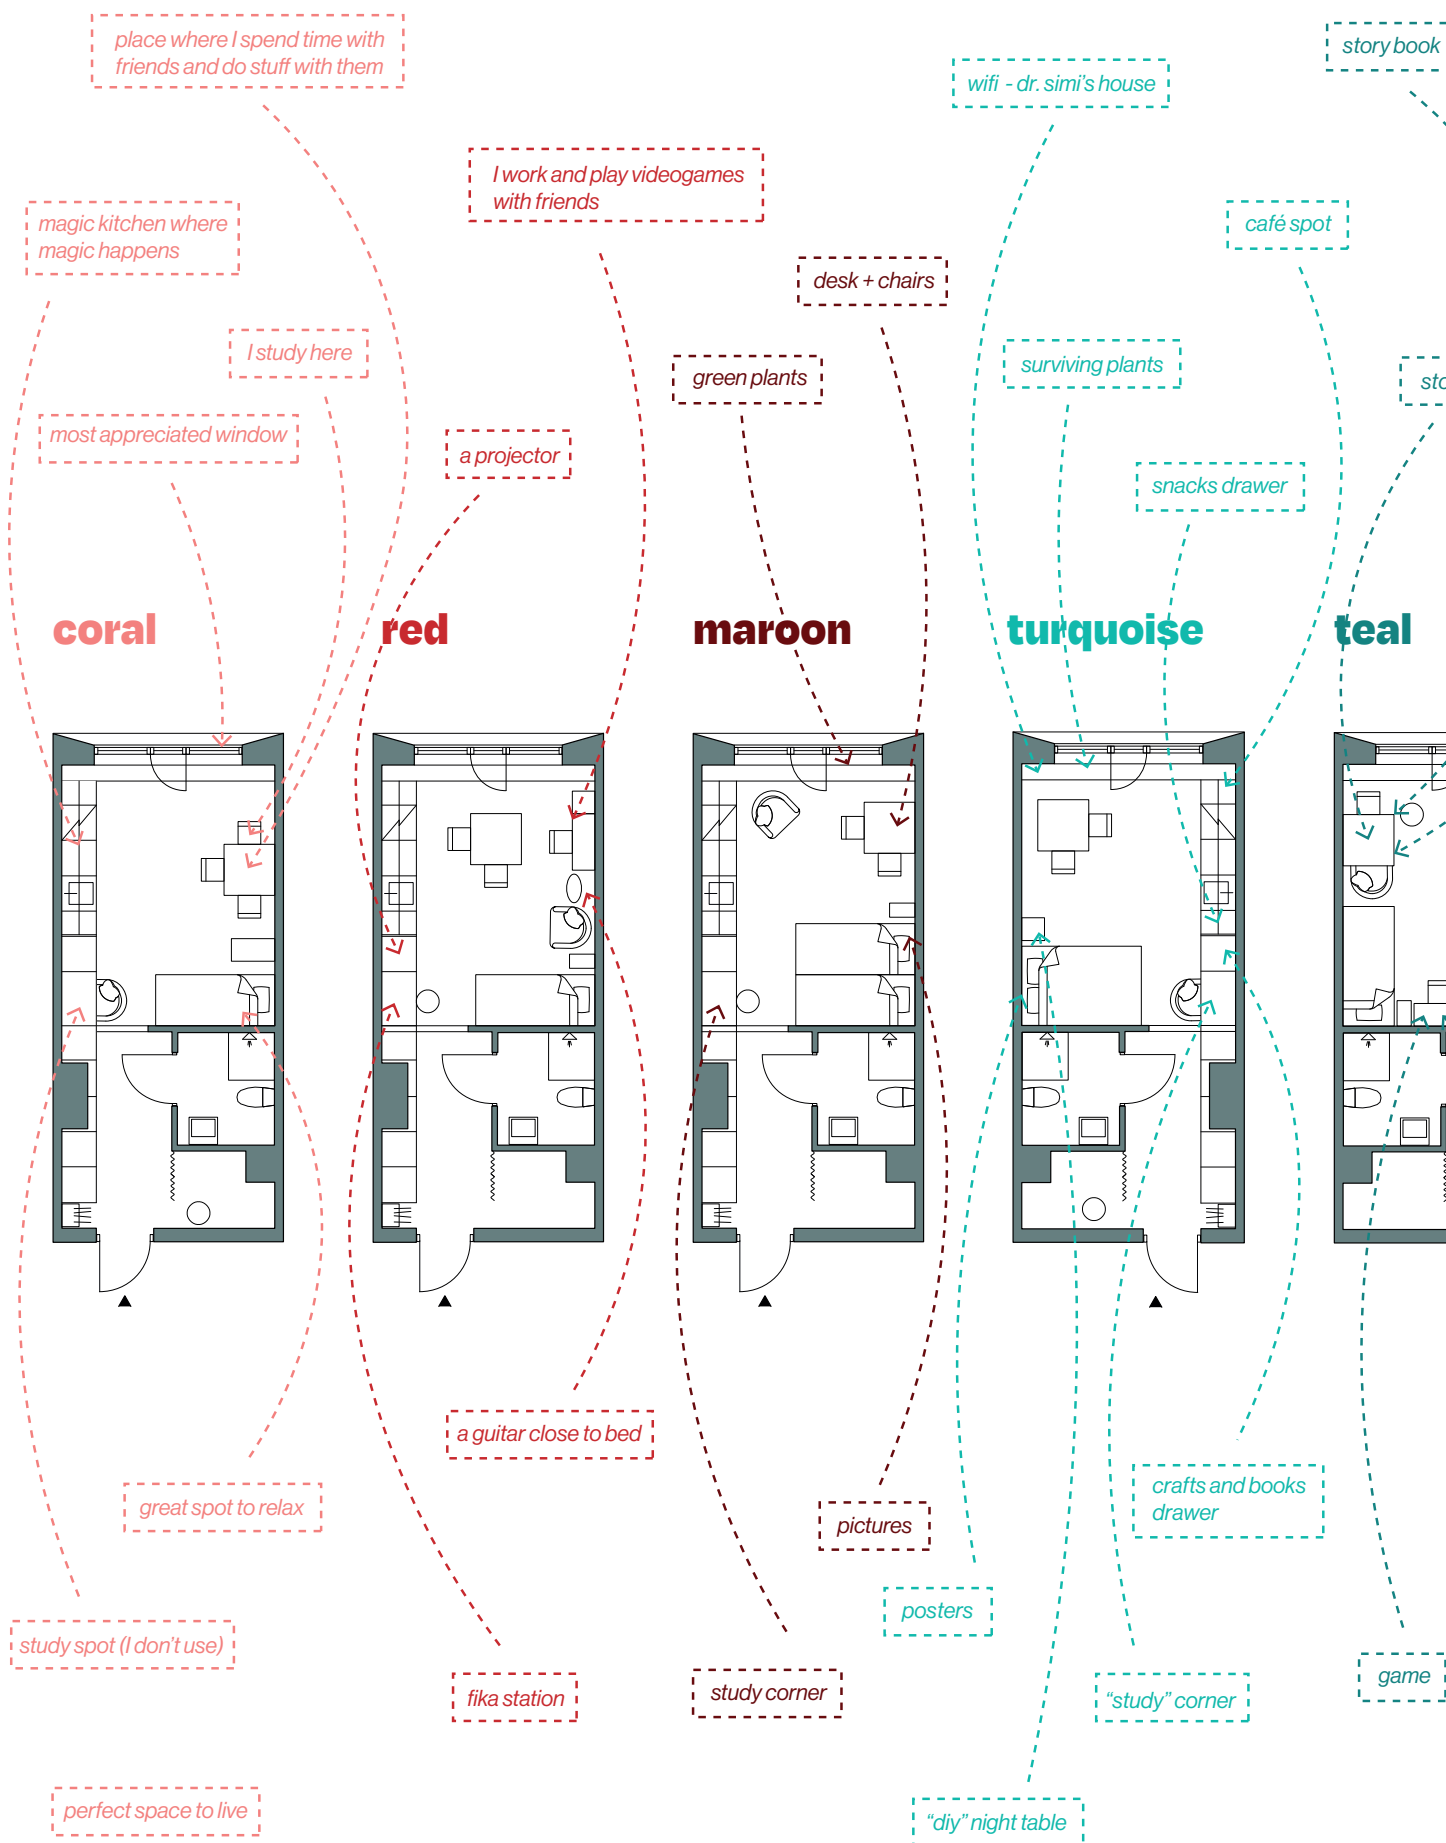 place where I spend time with
friends and do stuff with them
story book
wifi - dr. simi's house
I work and play videogames
with friends
magic kitchen where
magic happens
café spot
desk + chairs
I study here
surviving plants
green plants
sto
most appreciated window
a projector
snacks drawer
coral
red
maroon
turquoise
teal
a guitar close to bed
great spot to relax
crafts and books
drawer
pictures
posters
study spot (I don't use)
game
fika station
study corner
"study" corner
perfect space to live
"diy" night table